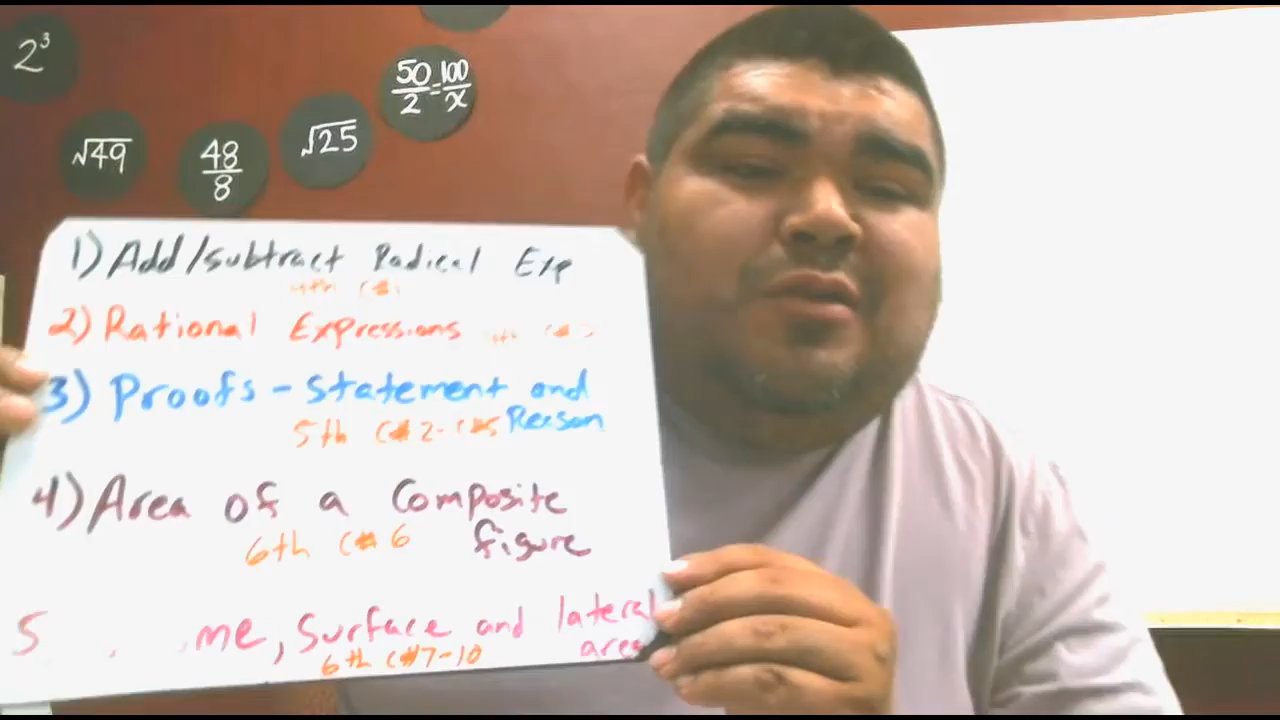 2³
√49
48/8
√25
50/2=100/x
1) Add/subtract Radical Exp
2) Rational Expressions
3) Proofs - Statement and
Reason
5th C#2-C#5
4) Area of a Composite
figure
6th C#6
5 me, Surface and lateral
area
6th C#7-10